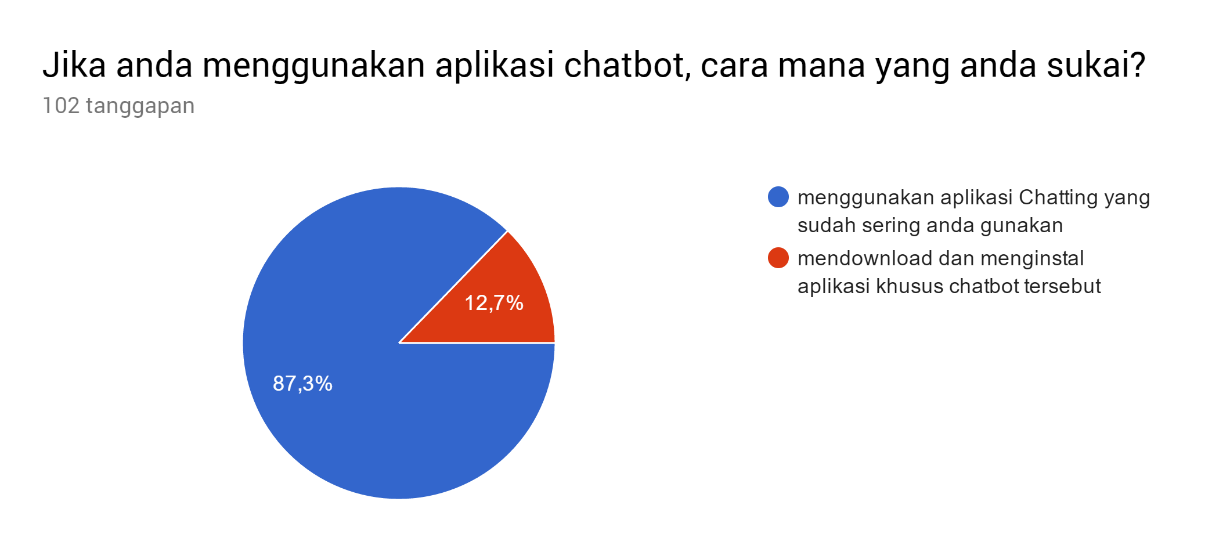 Jika anda menggunakan aplikasi chatbot, cara mana yang anda sukai?
102 tanggapan
menggunakan aplikasi Chatting yang
sudah sering anda gunakan
mendownload dan menginstal
aplikasi khusus chatbot tersebut
12,7%
87,3%